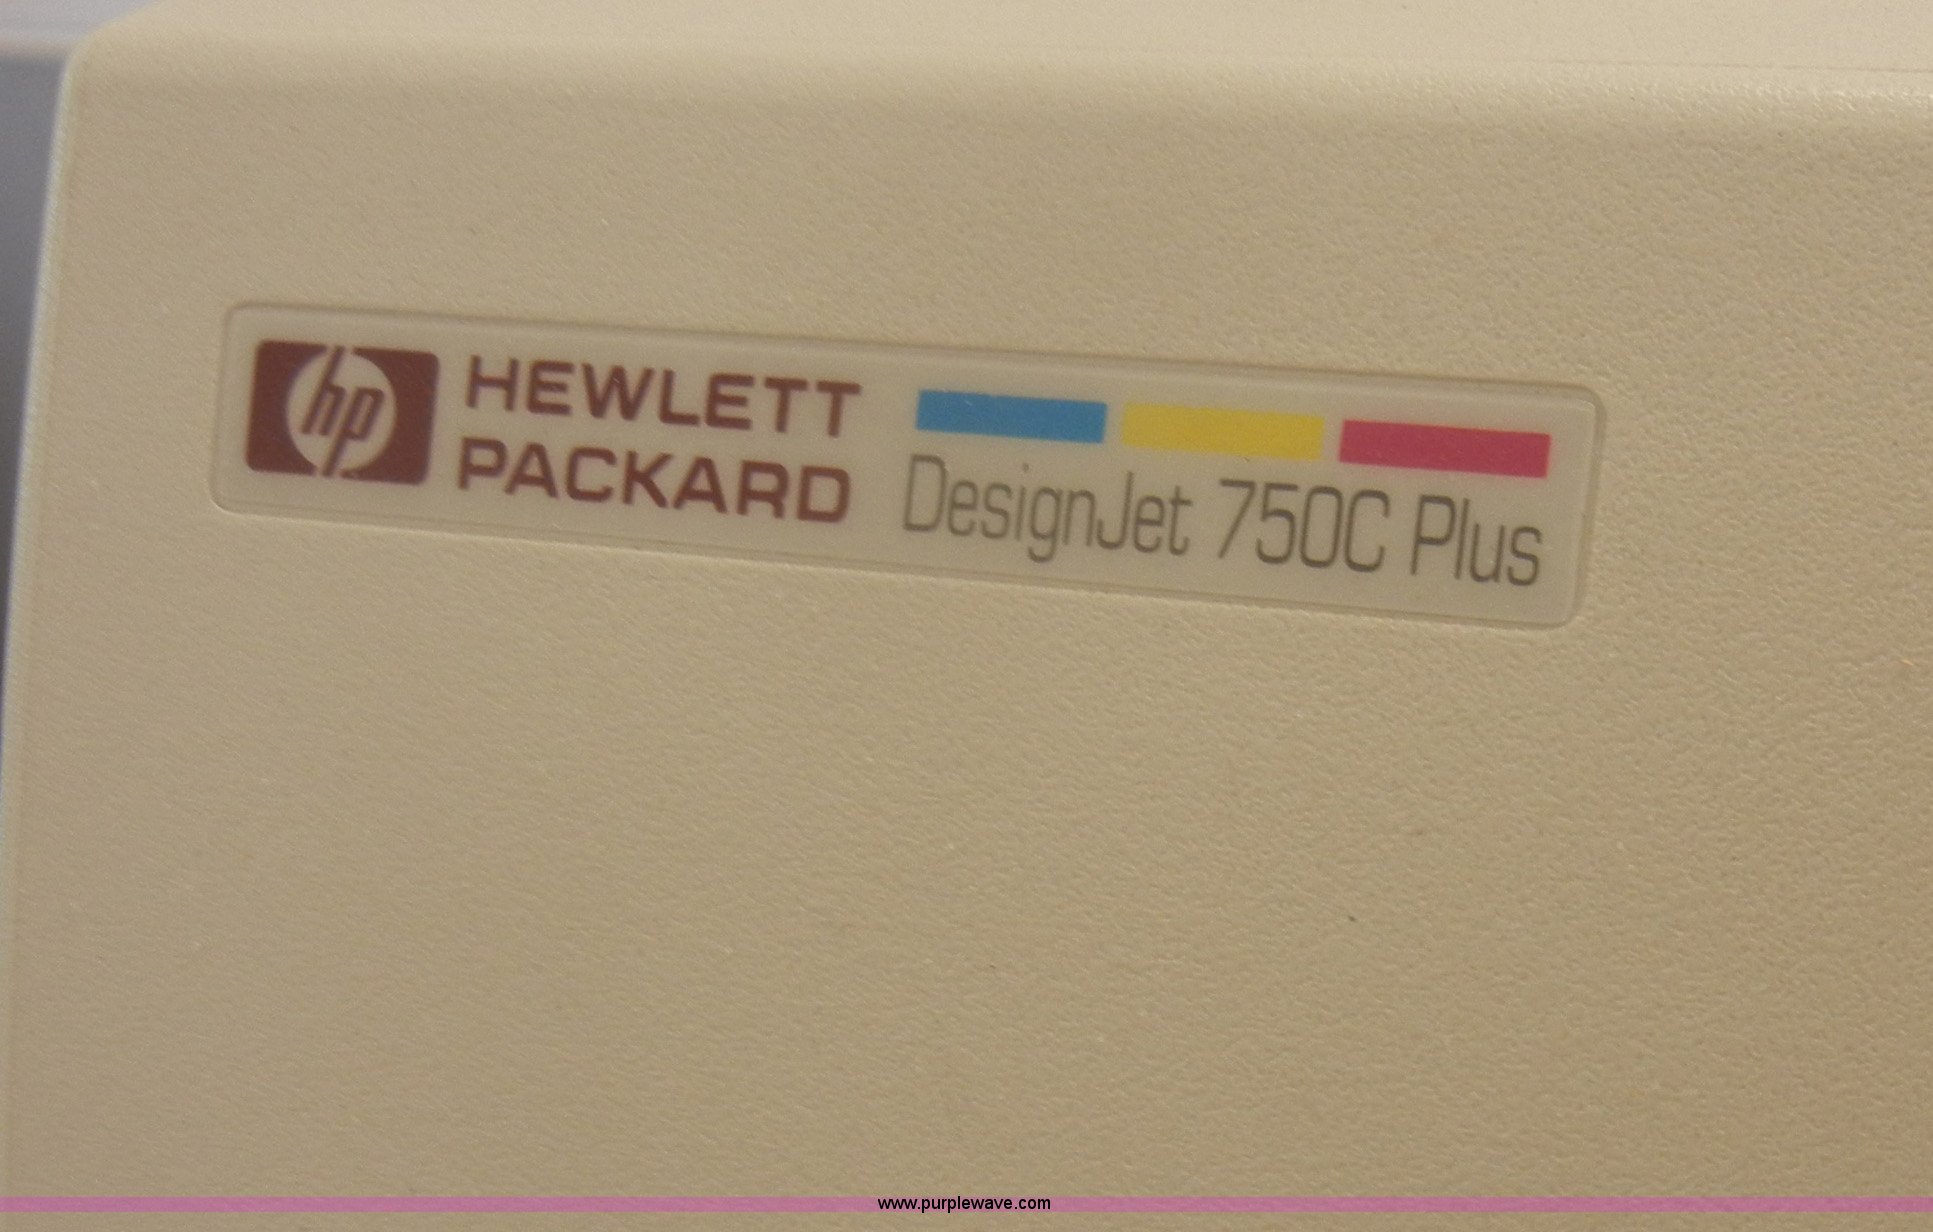 hp HEWLETT
PACKARD
DesignJet 750C Plus
www.purplewave.com